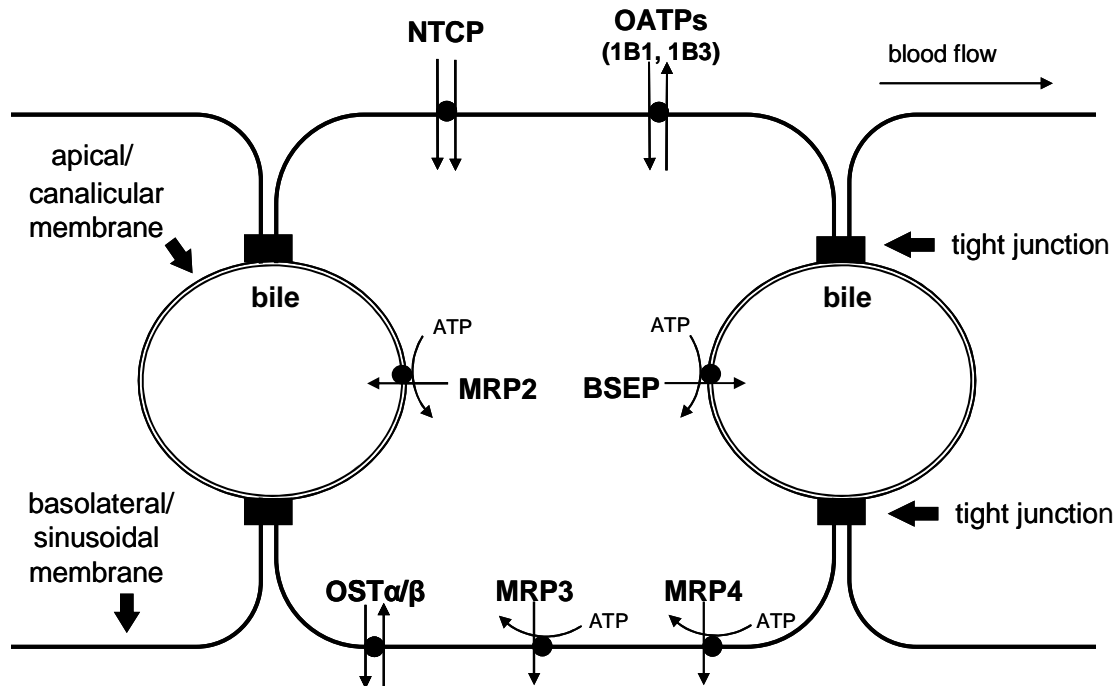 NTCP
OATPs
(1B1, 1B3)
blood flow
apical/
canalicular
membrane
tight junction
bile
bile
ATP
ATP
MRP2
BSEP
basolateral/
sinusoidal
membrane
tight junction
OSTα/β
MRP3
MRP4
ATP
ATP